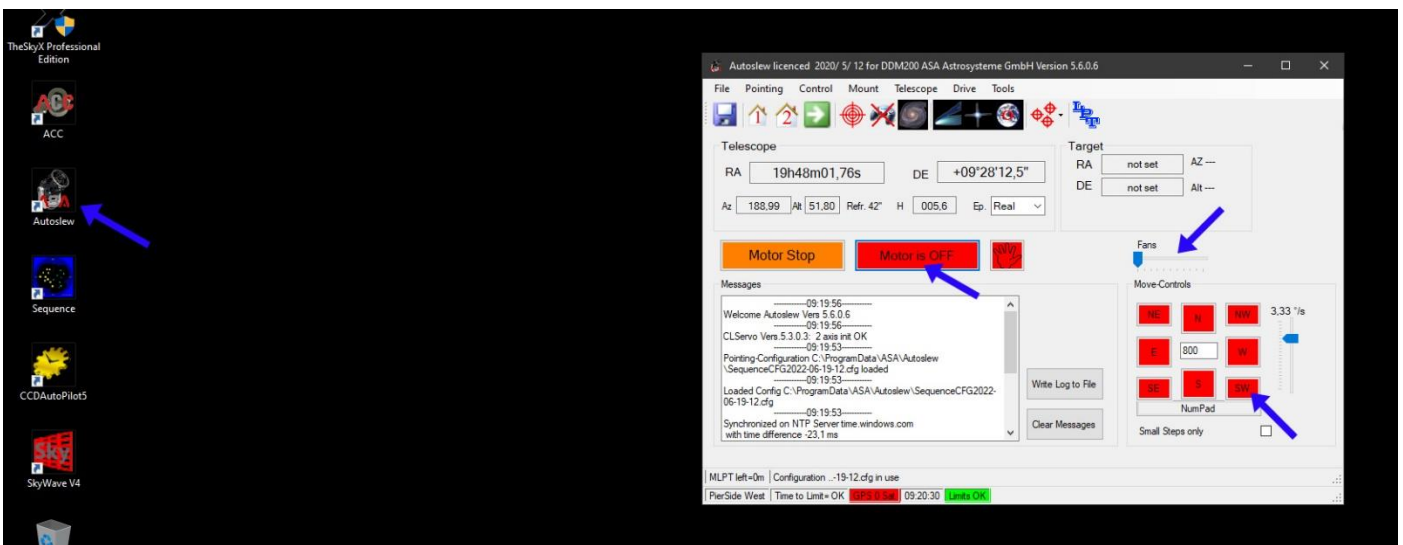 TheSkyX Professional
Edition
ACC
Autoslew
Sequence
CCDAutoPilot5
Sky
SkyWave V4
Autoslew licenced 2020/ 5/ 12 for DDM200 ASA Astrosysteme GmbH Version 5.6.0.6
File Pointing Control Mount Telescope Drive Tools
1 2
Telescope
RA 19h48m01,76s DE +09°28'12,5"
Az 188,99 Alt 51,80 Refr. 42" H 005,6 Ep. Real
Target
RA not set AZ ---
DE not set Alt ---
Motor Stop Motor is OFF
Fans
Messages
------------09:19:56------------
Welcome Autoslew Vers 5.6.0.6
------------09:19:56------------
CLServo Vers.5.3.0.3: 2 axis init OK
------------09:19:53------------
Pointing-Configuration C:\ProgramData\ASA\Autoslew
\SequenceCFG2022-06-19-12.cfg loaded
------------09:19:53------------
Loaded Config C:\ProgramData\ASA\Autoslew\SequenceCFG2022-
06-19-12.cfg
------------09:19:53------------
Synchronized on NTP Server time.windows.com
with time difference -23,1 ms
Write Log to File
Clear Messages
Move-Controls
NE N NW 3,33 °/s
E 800 W
SE S SW
NumPad
Small Steps only
MLPT left=0m Configuration ...-19-12.cfg in use
PierSide West Time to Limit= OK GPS 0 Sat 09:20:30 Limits OK